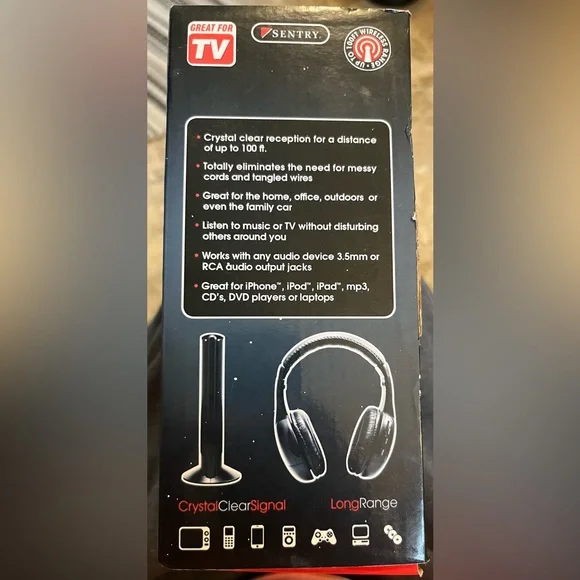 GREAT FOR
TV
SENTRY
UP TO 100FT WIRELESS RANGE
• Crystal clear reception for a distance
of up to 100 ft.
• Totally eliminates the need for messy
cords and tangled wires
• Great for the home, office, outdoors or
even the family car
• Listen to music or TV without disturbing
others around you
• Works with any audio device 3.5mm or
RCA audio output jacks
• Great for iPhone™, iPod™, iPad™, mp3,
CD's, DVD players or laptops
CrystalClearSignal
LongRange